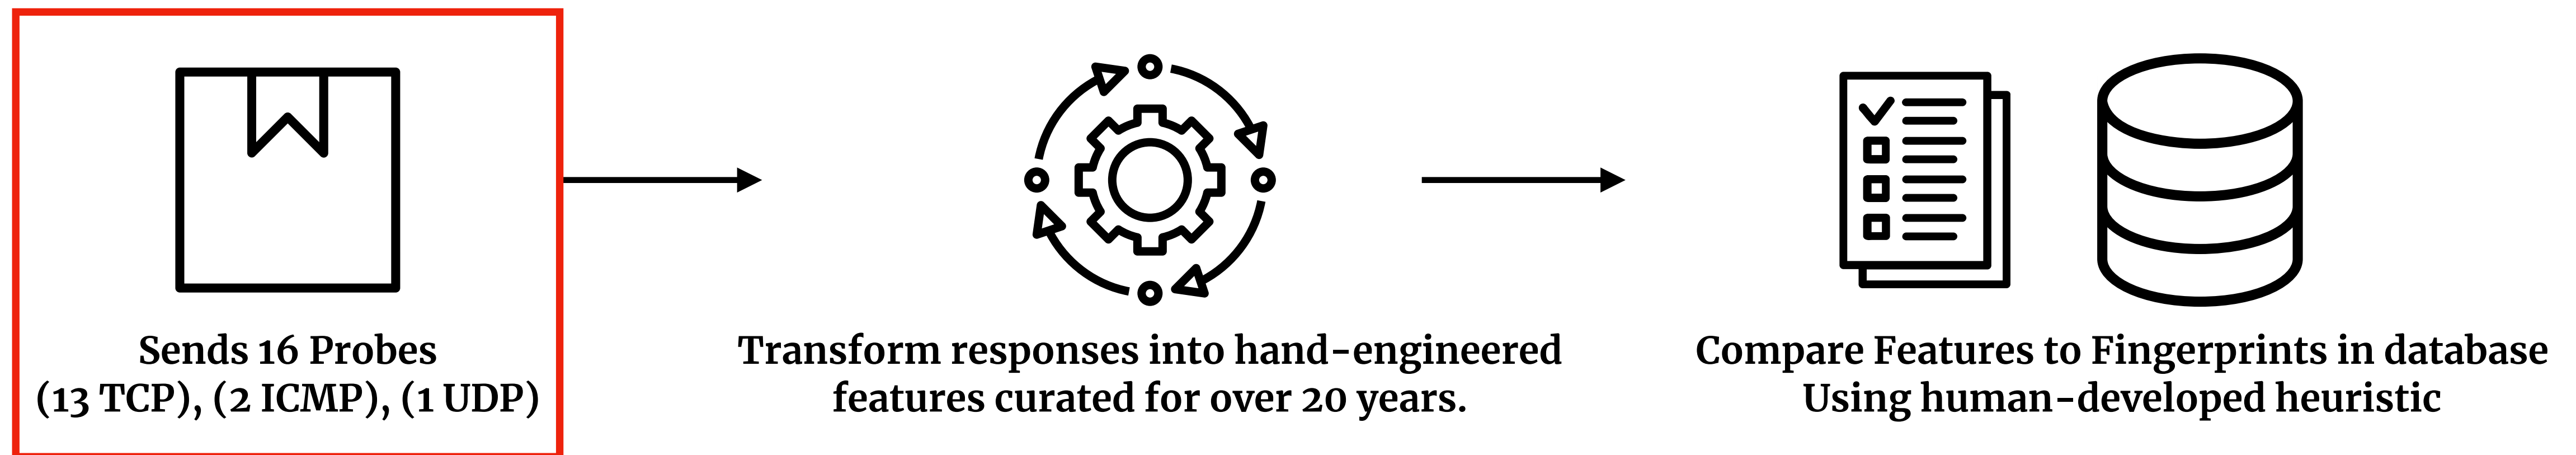 Sends 16 Probes
(13 TCP), (2 ICMP), (1 UDP)
Transform responses into hand-engineered
features curated for over 20 years.
Compare Features to Fingerprints in database
Using human-developed heuristic